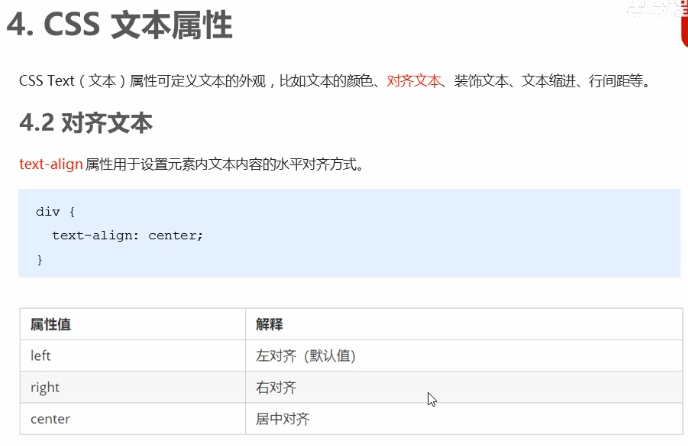 4. CSS 文本属性
CSS Text（文本）属性可定义文本的外观，比如文本的颜色、对齐文本、装饰文本、文本缩进、行间距等。
4.2 对齐文本
text-align 属性用于设置元素内文本内容的水平对齐方式。
div {
  text-align: center;
}
属性值 解释
left 左对齐（默认值）
right 右对齐
center 居中对齐